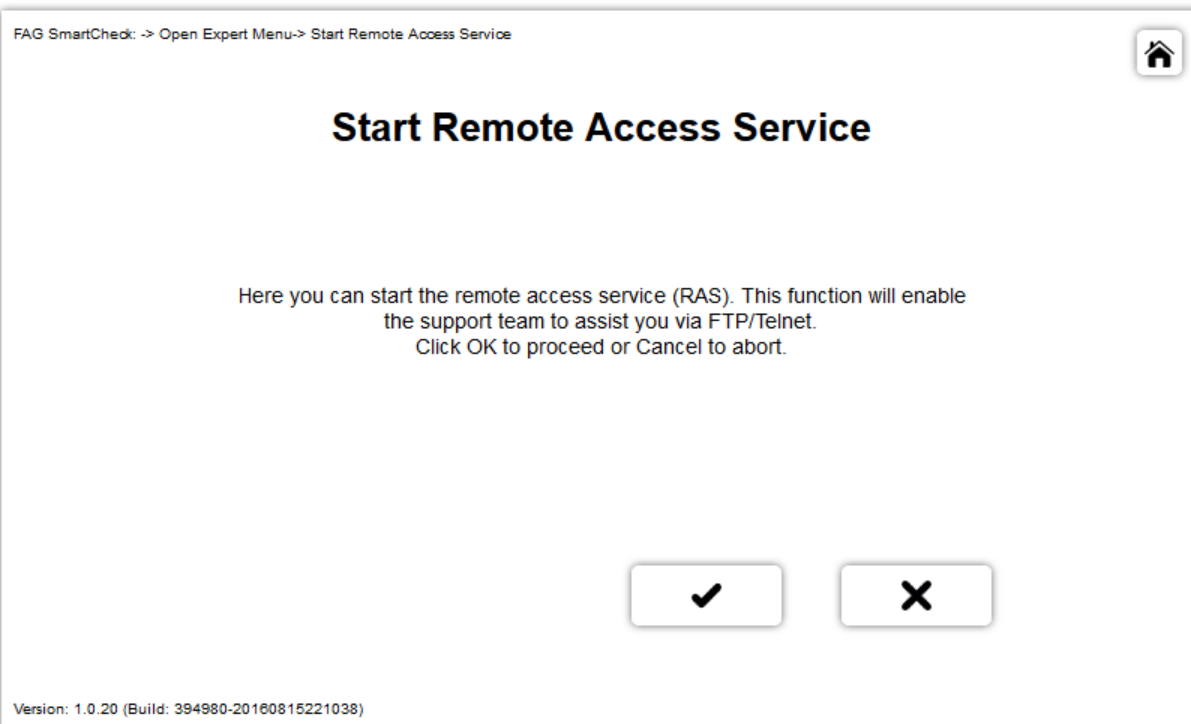 FAG SmartCheck: -> Open Expert Menu-> Start Remote Access Service
Start Remote Access Service
Here you can start the remote access service (RAS). This function will enable
the support team to assist you via FTP/Telnet.
Click OK to proceed or Cancel to abort.
Version: 1.0.20 (Build: 394980-20160815221038)